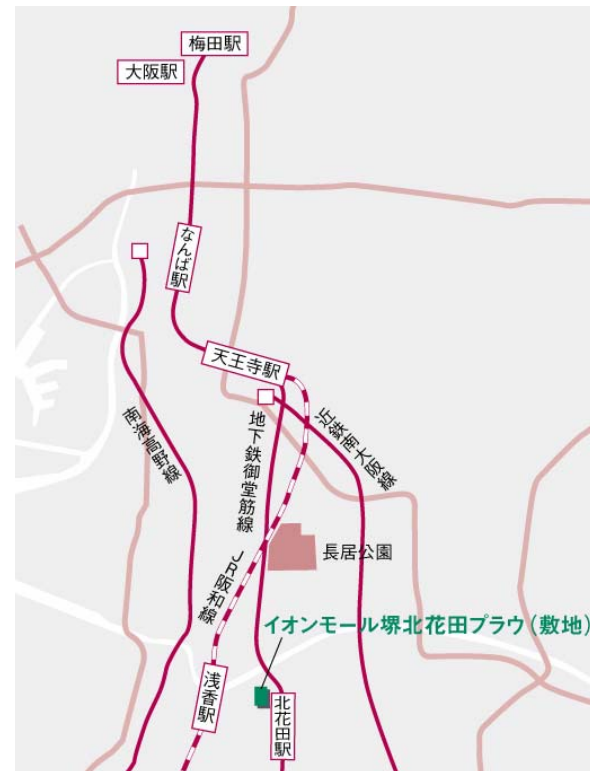 梅田駅
大阪駅
なんば駅
天王寺駅
近鉄南大阪線
地下鉄御堂筋線
南海高野線
長居公園
JR阪和線
イオンモール堺北花田プラウ（敷地）
浅香駅
北花田駅